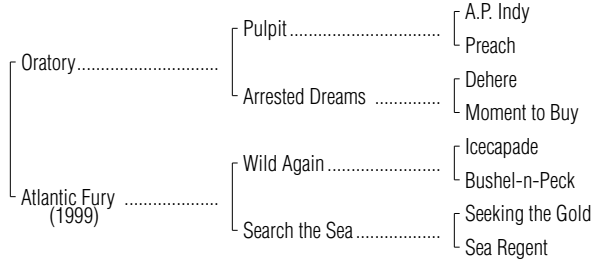 A.P. Indy
Pulpit........................................
Preach
Oratory..............................
Dehere
Arrested Dreams ..............
Moment to Buy
Icecapade
Wild Again........................
Bushel-n-Peck
Atlantic Fury ....................
(1999)
Seeking the Gold
Search the Sea..................
Sea Regent